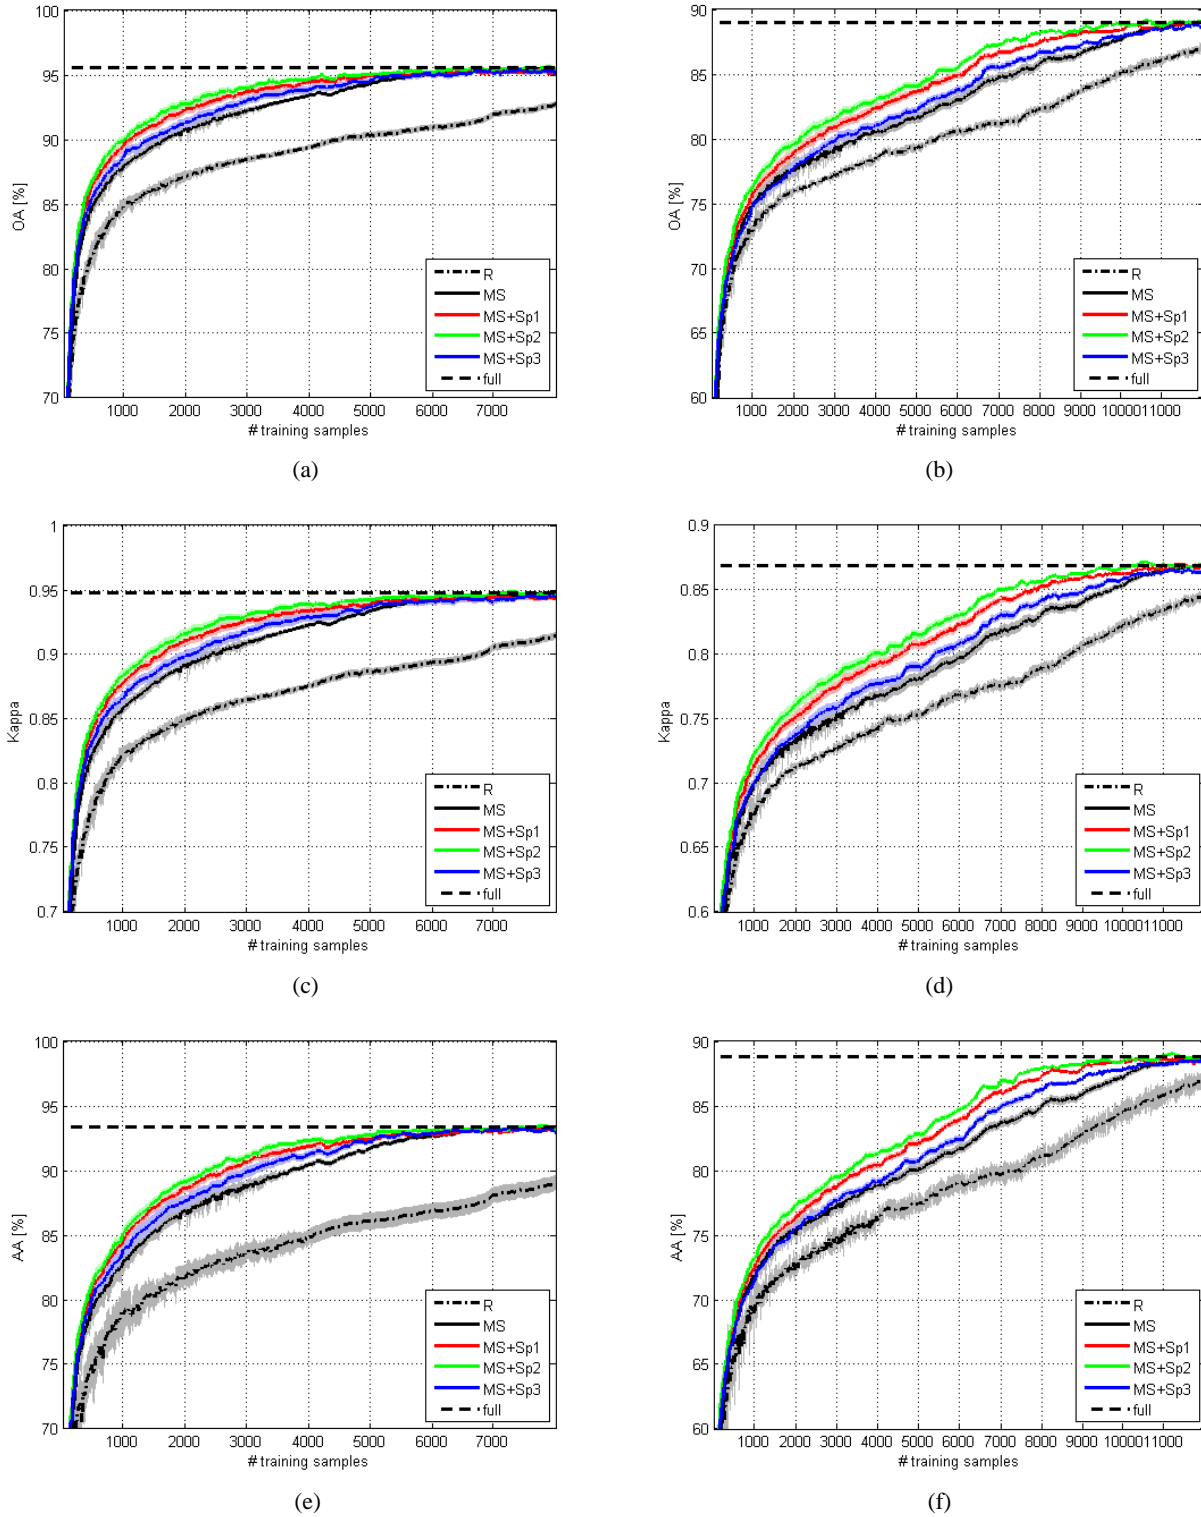 100
95
90
85
80
75
70
OA [%]
1000 2000 3000 4000 5000 6000 7000
# training samples
R
MS
MS+Sp1
MS+Sp2
MS+Sp3
full
(a)
90
85
80
75
70
65
60
OA [%]
1000 2000 3000 4000 5000 6000 7000 8000 9000 1000011000
# training samples
R
MS
MS+Sp1
MS+Sp2
MS+Sp3
full
(b)
1
0.95
0.9
0.85
0.8
0.75
0.7
Kappa
1000 2000 3000 4000 5000 6000 7000
# training samples
R
MS
MS+Sp1
MS+Sp2
MS+Sp3
full
(c)
0.9
0.85
0.8
0.75
0.7
0.65
0.6
Kappa
1000 2000 3000 4000 5000 6000 7000 8000 9000 1000011000
# training samples
R
MS
MS+Sp1
MS+Sp2
MS+Sp3
full
(d)
100
95
90
85
80
75
70
AA [%]
1000 2000 3000 4000 5000 6000 7000
# training samples
R
MS
MS+Sp1
MS+Sp2
MS+Sp3
full
(e)
90
85
80
75
70
65
60
AA [%]
1000 2000 3000 4000 5000 6000 7000 8000 9000 1000011000
# training samples
R
MS
MS+Sp1
MS+Sp2
MS+Sp3
full
(f)